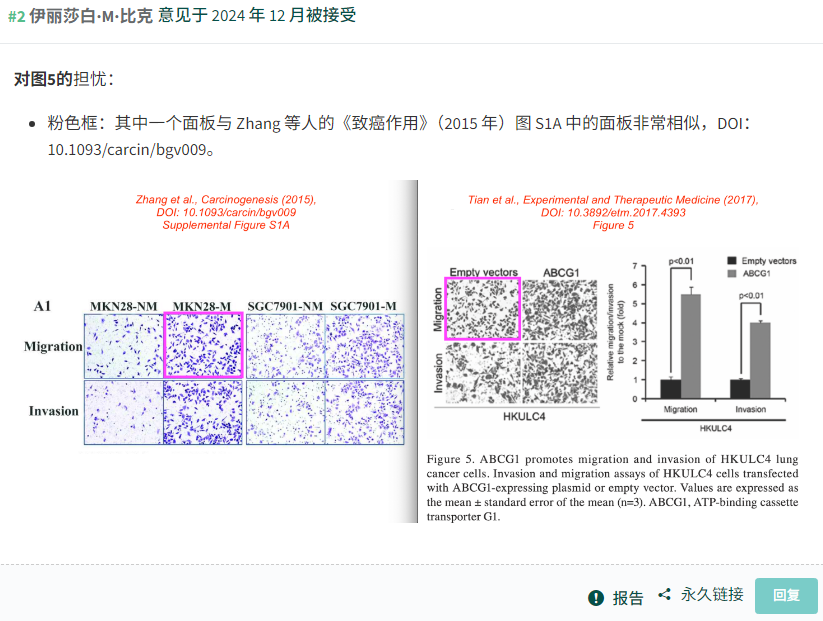 #2 伊丽莎白·M·比克 意见于 2024 年 12 月被接受
对图5的担忧：
• 粉色框：其中一个面板与 Zhang 等人的《致癌作用》（2015 年）图 S1A 中的面板非常相似，DOI：
10.1093/carcin/bgv009。
Zhang et al., Carcinogenesis (2015),
DOI: 10.1093/carcin/bgv009
Supplemental Figure S1A
A1 MKN28-NM MKN28-M SGC7901-NM SGC7901-M
Migration
Invasion
Tian et al., Experimental and Therapeutic Medicine (2017),
DOI: 10.3892/etm.2017.4393
Figure 5
Empty vectors ABCG1
Migration
Invasion
HKULC4
Relative migration/invasion
to the mock (fold)
7
6
5
4
3
2
1
0
p<0.01
p<0.01
Empty vectors
ABCG1
Migration Invasion
HKULC4
Figure 5. ABCG1 promotes migration and invasion of HKULC4 lung
cancer cells. Invasion and migration assays of HKULC4 cells transfected
with ABCG1-expressing plasmid or empty vector. Values are expressed as
the mean ± standard error of the mean (n=3). ABCG1, ATP-binding cassette
transporter G1.
报告 永久链接 回复